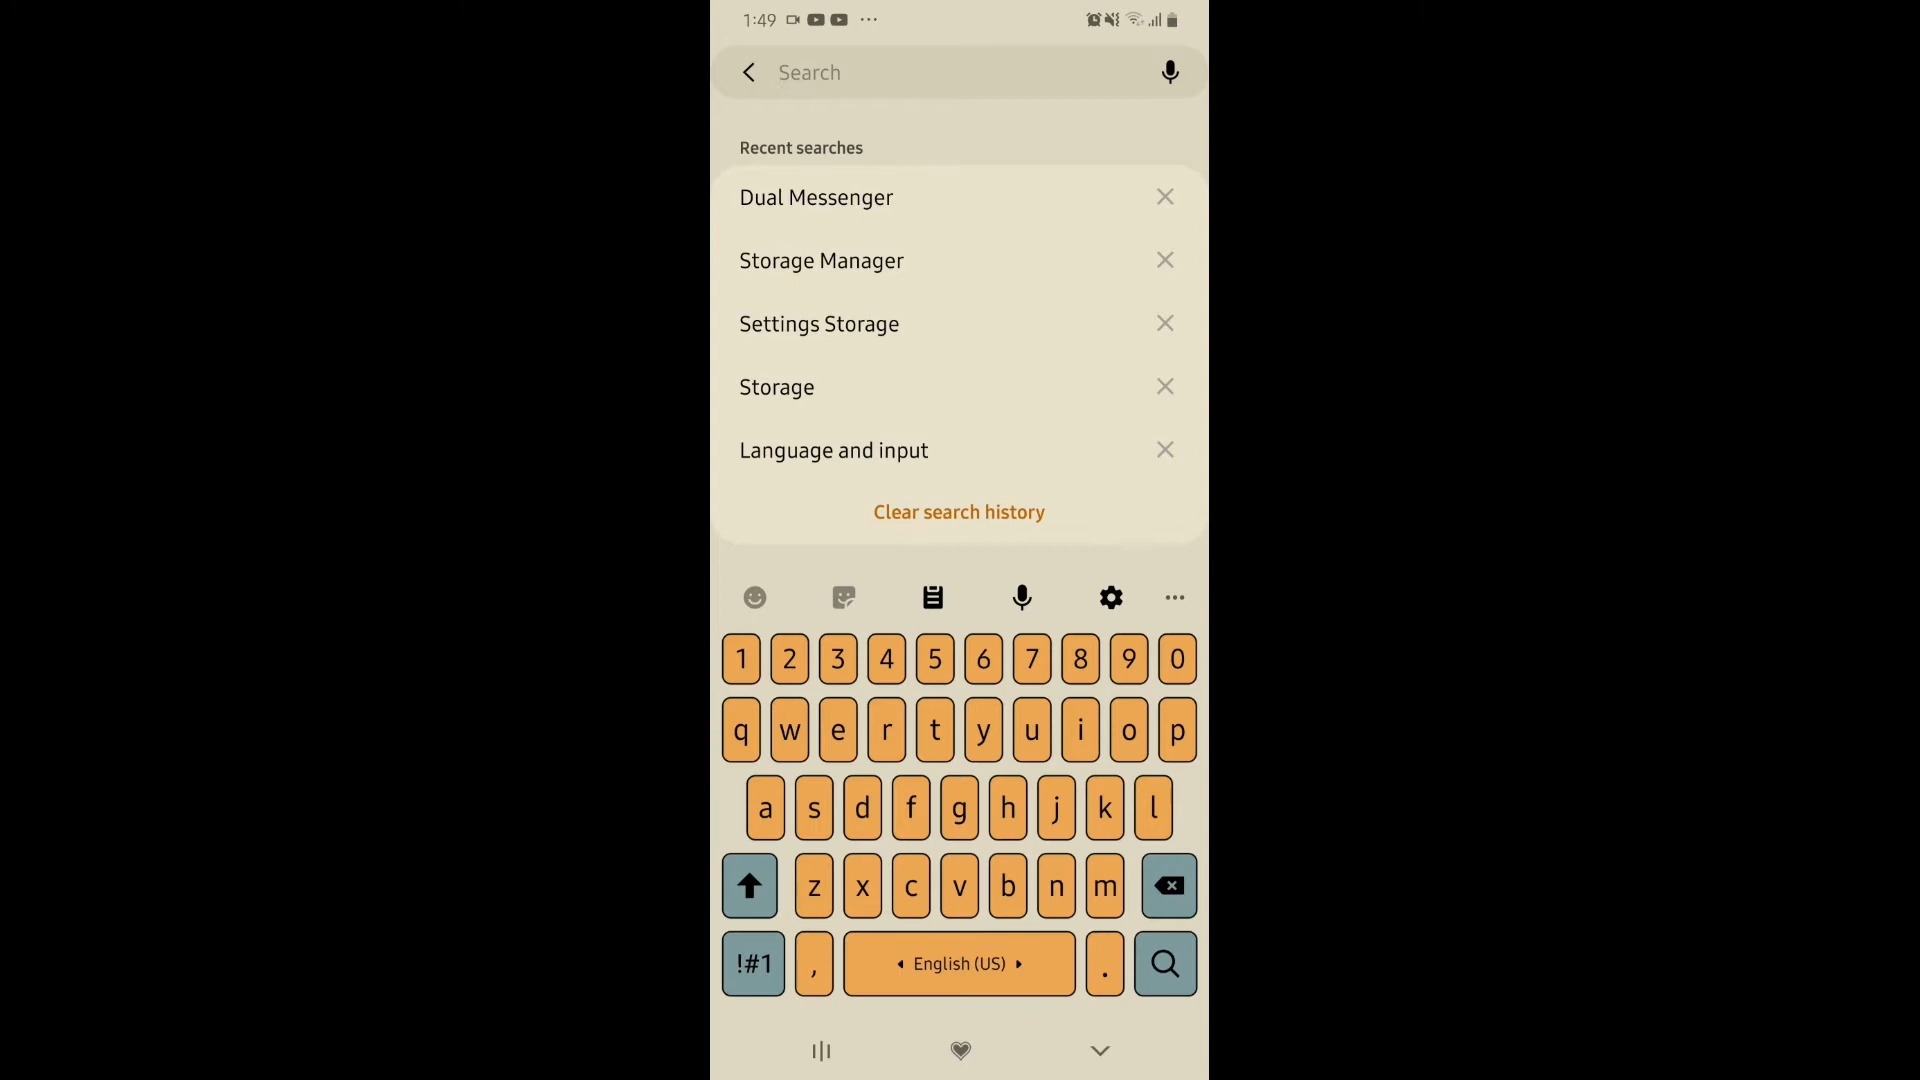 1:49
Search
Recent searches
Dual Messenger
Storage Manager
Settings Storage
Storage
Language and input
Clear search history
1 2 3 4 5 6 7 8 9 0
q w e r t y u i o p
a s d f g h j k l
z x c v b n m
!#1 , English (US) .